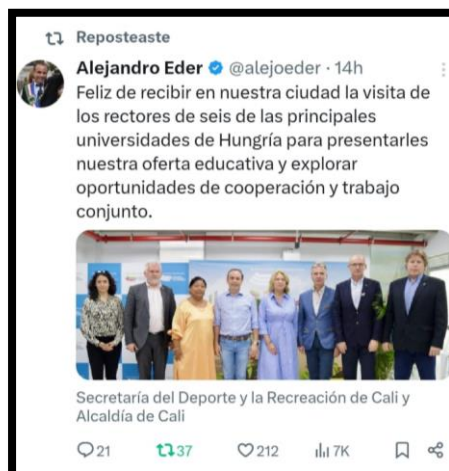 Reposteaste
Alejandro Eder @alejoeder · 14h
Feliz de recibir en nuestra ciudad la visita de
los rectores de seis de las principales
universidades de Hungría para presentarles
nuestra oferta educativa y explorar
oportunidades de cooperación y trabajo
conjunto.
Secretaría del Deporte y la Recreación de Cali y
Alcaldía de Cali
21 37 212 7K